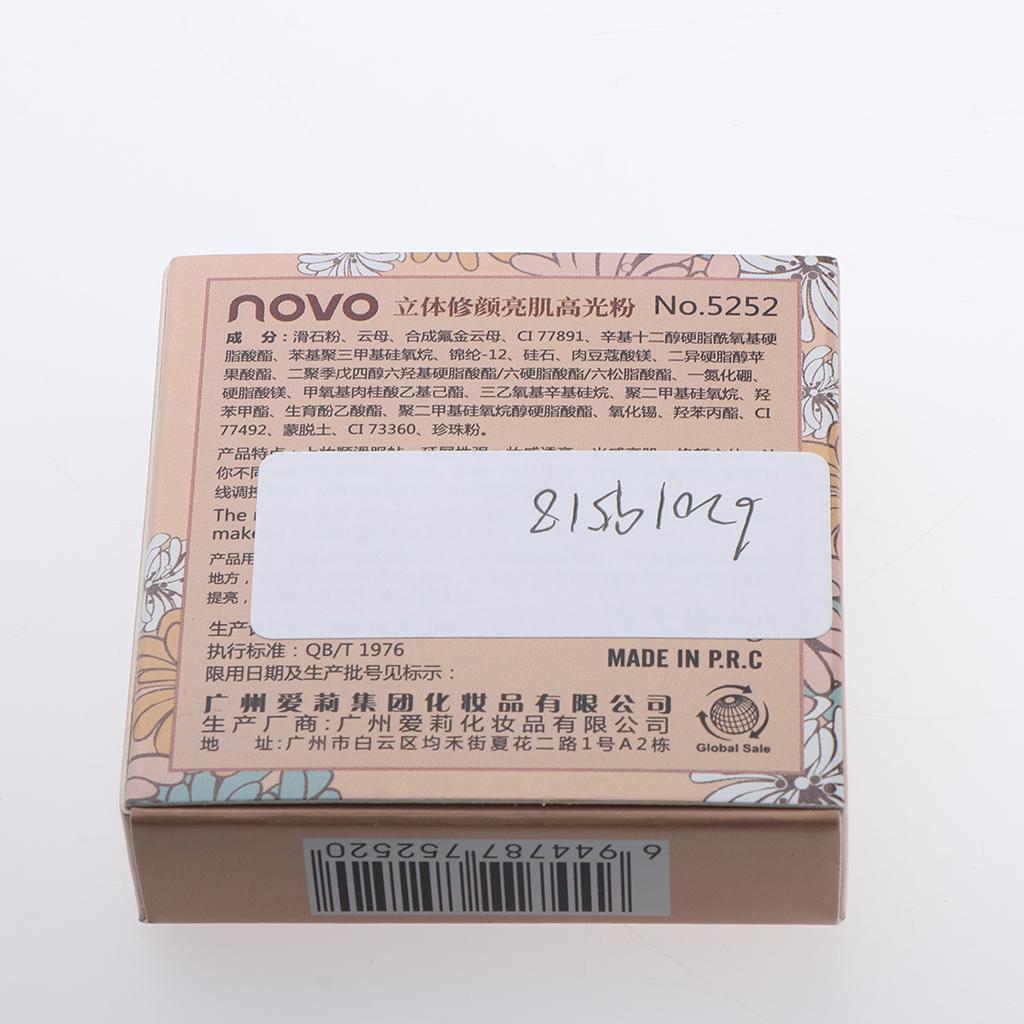 novo 立体修颜亮肌高光粉 No.5252
成 分：滑石粉、云母、合成氟金云母、CI 77891、辛基十二醇硬脂酰氧基硬
脂酸酯、苯基聚三甲基硅氧烷、锦纶-12、硅石、肉豆蔻酸镁、二异硬脂醇苹
果酸酯、二聚季戊四醇六羟基硬脂酸酯/六硬脂酸酯/六松脂酸酯、一氮化硼、
硬脂酸镁、甲氧基肉桂酸乙基己酯、三乙氧基辛基硅烷、聚二甲基硅氧烷、羟
苯甲酯、生育酚乙酸酯、聚二甲基硅氧烷醇硬脂酸酯、氧化锡、羟苯丙酯、CI
77492、蒙脱土、CI 73360、珍珠粉。
产品特点：
你不同
线调控
The
make
产品用
地方，
提亮，
生产许
执行标准：QB/T 1976
MADE IN P.R.C
限用日期及生产批号见标示：
广州爱莉集团化妆品有限公司
生产厂商:广州爱莉化妆品有限公司
地 址:广州市白云区均禾街夏花二路1号A2栋
Global Sale
6 944787 752520